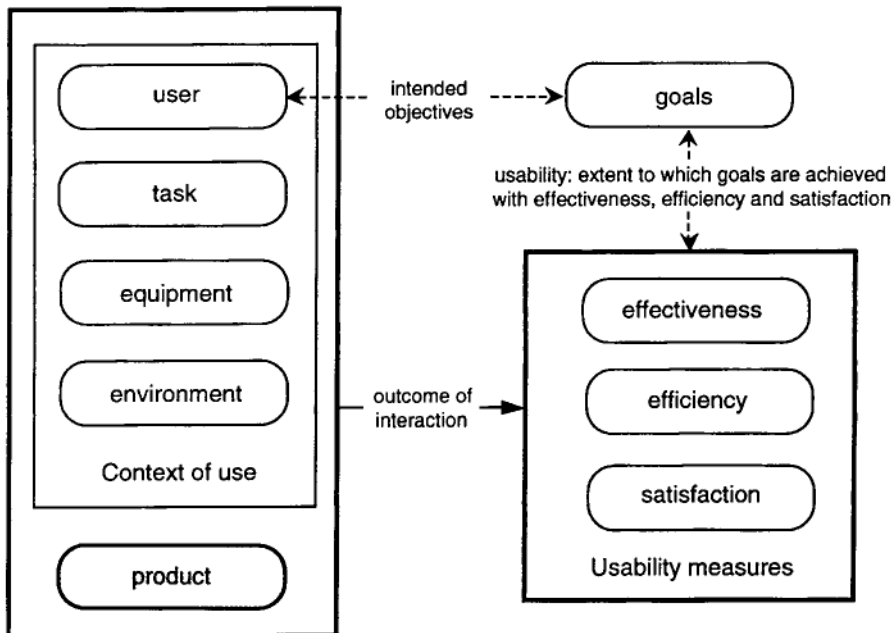 user
task
equipment
environment
Context of use
product
intended
objectives
outcome of
interaction
goals
usability: extent to which goals are achieved
with effectiveness, efficiency and satisfaction
effectiveness
efficiency
satisfaction
Usability measures